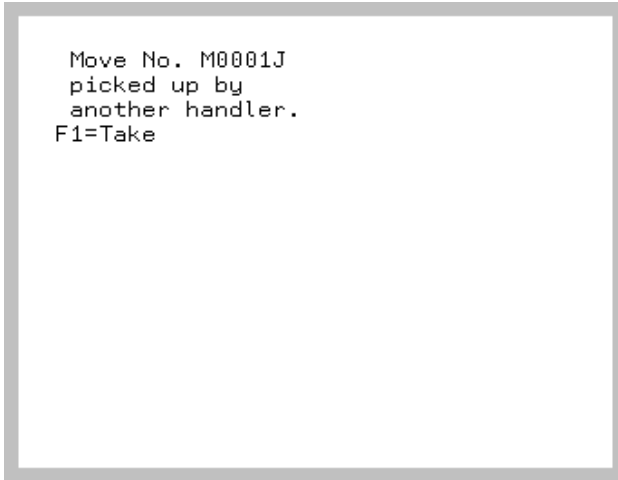 Move No. M0001J
picked up by
another handler.
F1=Take